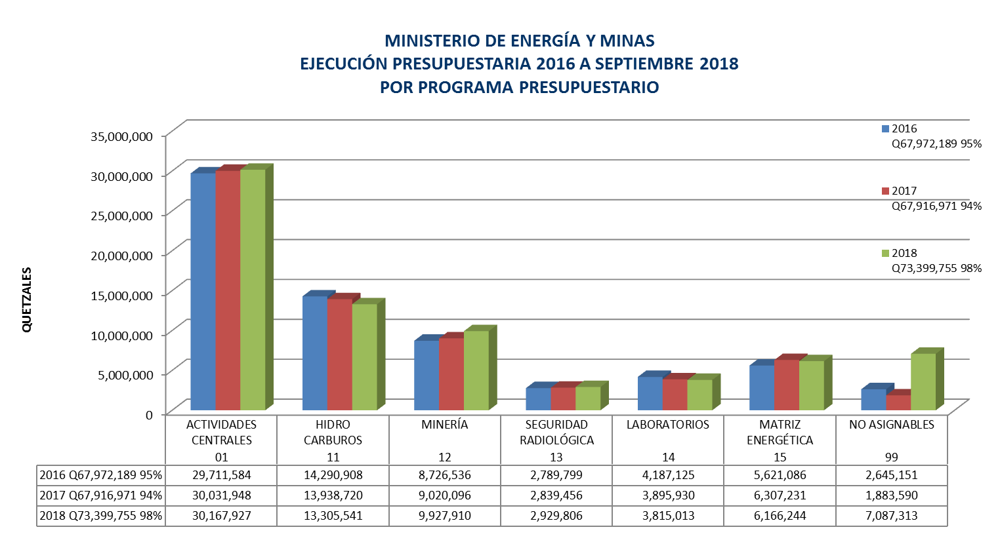 MINISTERIO DE ENERGÍA Y MINAS
EJECUCIÓN PRESUPUESTARIA 2016 A SEPTIEMBRE 2018
POR PROGRAMA PRESUPUESTARIO
QUETZALES
35,000,000
30,000,000
25,000,000
20,000,000
15,000,000
10,000,000
5,000,000
0
2016
Q67,972,189 95%
2017
Q67,916,971 94%
2018
Q73,399,755 98%
ACTIVIDADES CENTRALES 01
HIDRO CARBUROS 11
MINERÍA 12
SEGURIDAD RADIOLÓGICA 13
LABORATORIOS 14
MATRIZ ENERGÉTICA 15
NO ASIGNABLES 99
2016 Q67,972,189 95% 29,711,584 14,290,908 8,726,536 2,789,799 4,187,125 5,621,086 2,645,151
2017 Q67,916,971 94% 30,031,948 13,938,720 9,020,096 2,839,456 3,895,930 6,307,231 1,883,590
2018 Q73,399,755 98% 30,167,927 13,305,541 9,927,910 2,929,806 3,815,013 6,166,244 7,087,313